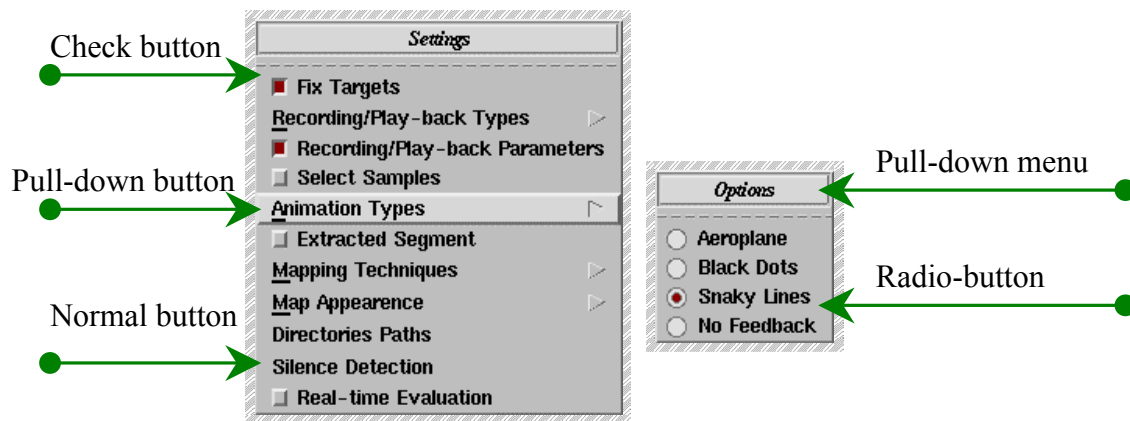 Check button
Pull-down button
Normal button
Settings
Fix Targets
Recording/Play-back Types
Recording/Play-back Parameters
Select Samples
Animation Types
Extracted Segment
Mapping Techniques
Map Appearence
Directories Paths
Silence Detection
Real-time Evaluation
Options
Aeroplane
Black Dots
Snaky Lines
No Feedback
Pull-down menu
Radio-button